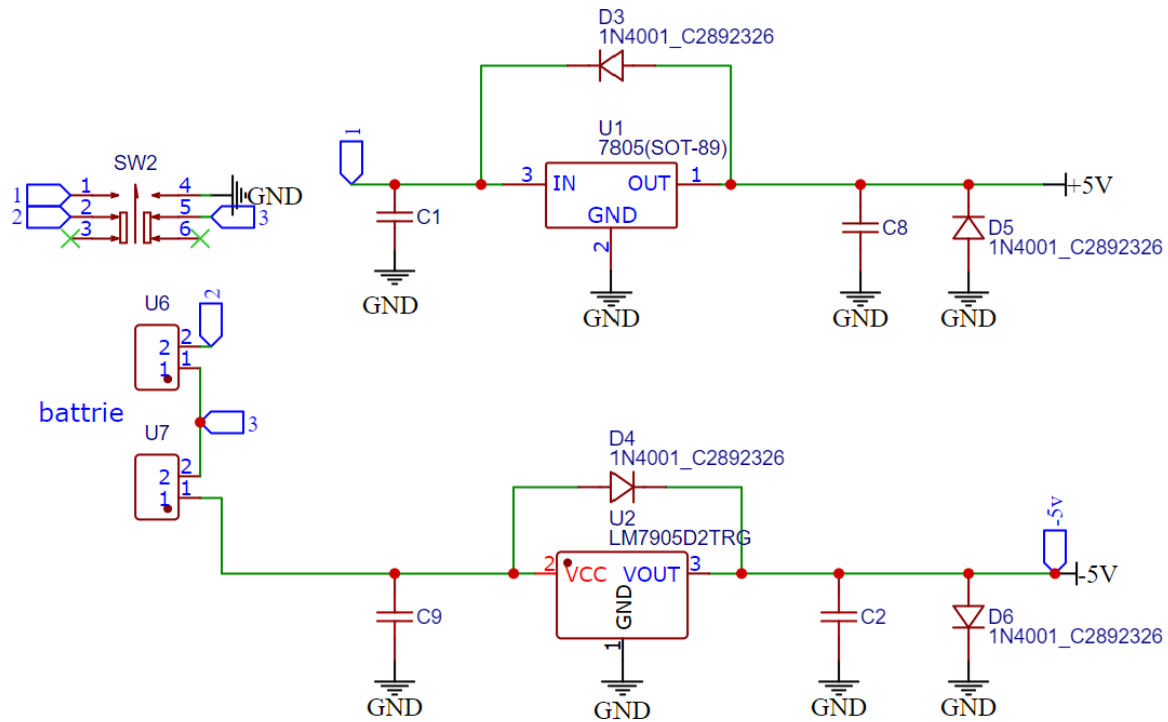 D3
1N4001_C2892326
1
U1
7805(SOT-89)
3
IN
OUT
1
GND
2
+5V
SW2
1
1
4
GND
2
2
5
3
3
6
C1
GND
GND
C8
GND
D5
1N4001_C2892326
GND
U6
2
2
2
1
1
battrie
3
U7
2
2
1
1
D4
1N4001_C2892326
U2
LM7905D2TRG
2
VCC
VOUT
3
GND
1
-5v
-5V
C9
GND
GND
C2
GND
D6
1N4001_C2892326
GND